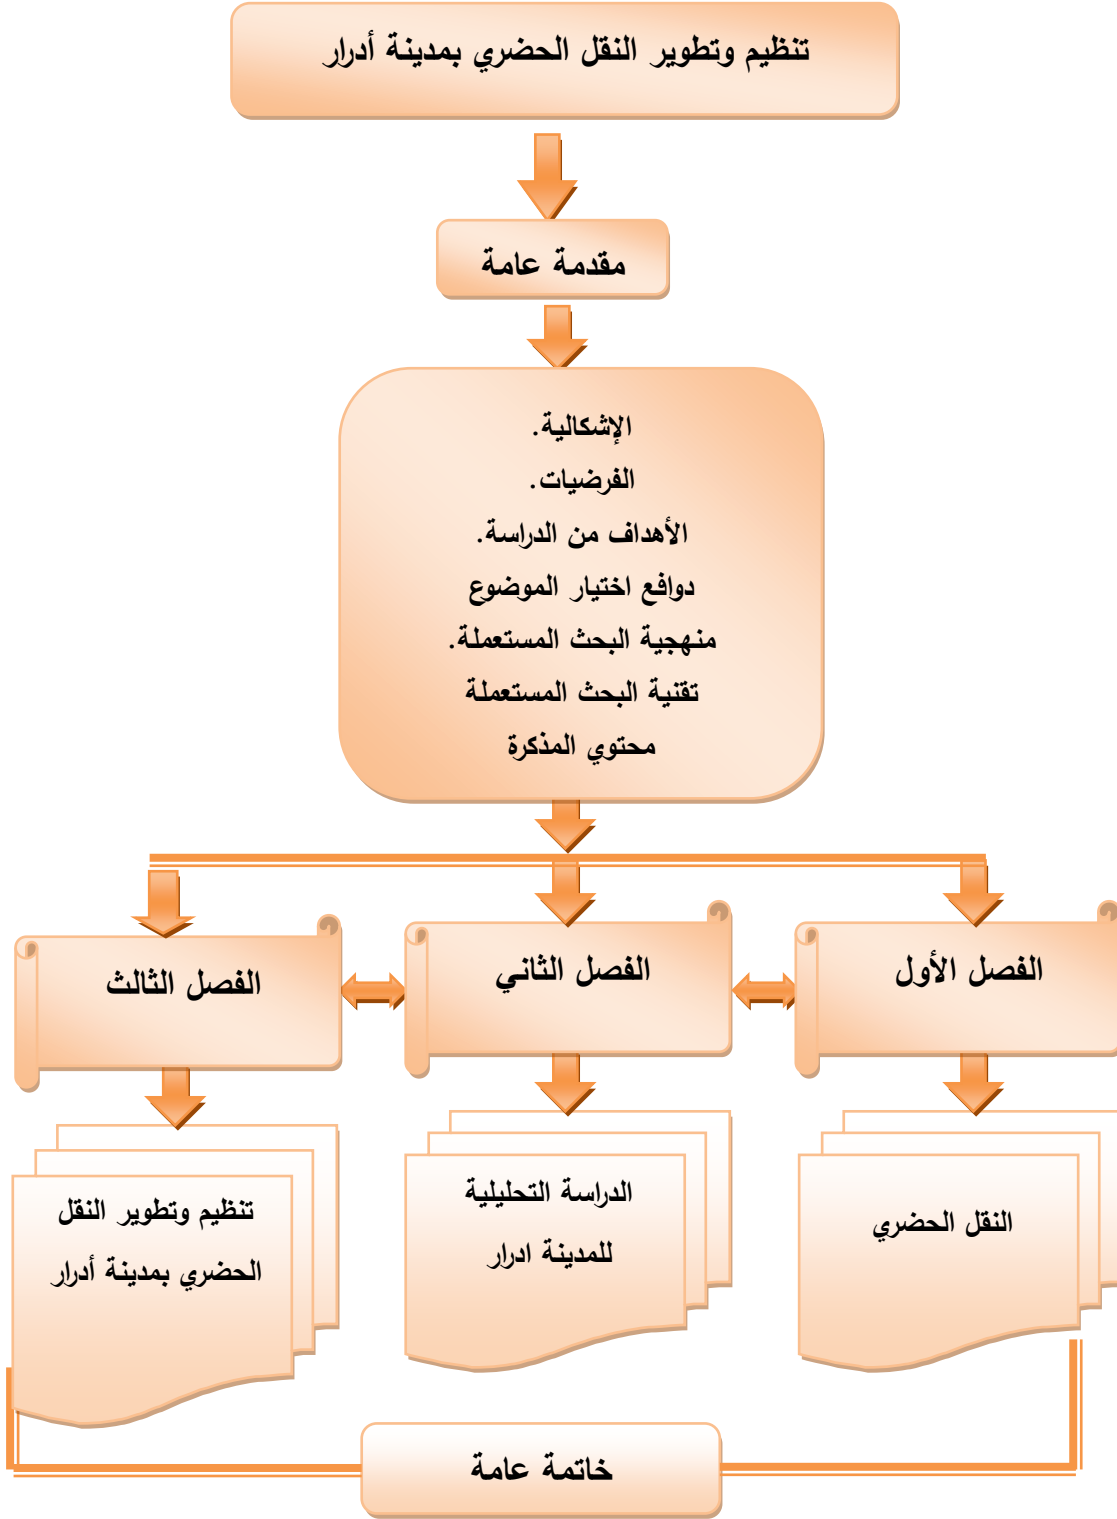 تنظيم وتطوير النقل الحضري بمدينة أدرار
مقدمة عامة
الإشكالية.
الفرضيات.
الأهداف من الدراسة.
دوافع اختيار الموضوع
منهجية البحث المستعملة.
تقنية البحث المستعملة
محتوي المذكرة
الفصل الأول
الفصل الثاني
الفصل الثالث
النقل الحضري
الدراسة التحليلية
للمدينة ادرار
تنظيم وتطوير النقل
الحضري بمدينة أدرار
خاتمة عامة